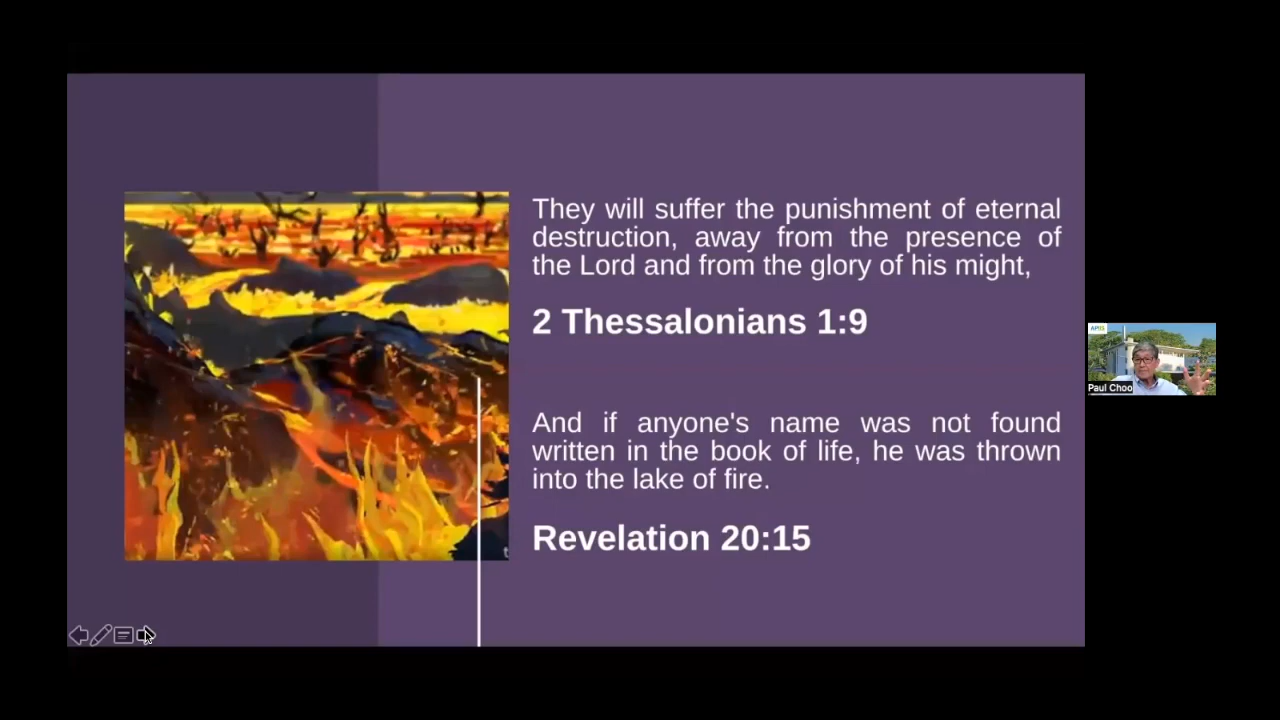 They will suffer the punishment of eternal
destruction, away from the presence of
the Lord and from the glory of his might,
2 Thessalonians 1:9
And if anyone's name was not found
written in the book of life, he was thrown
into the lake of fire.
Revelation 20:15
Paul Choo